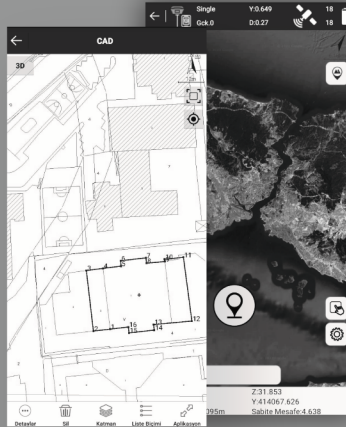 Single Y:0.649 18
Gck.0 D:0.27 18
CAD
3D
10m
11
3 4 5 6 7 8 9 10
2 1 16 15 13 14 12
Z:31.853
Y:414067.626
095m Sabite Mesafe:4.638
Detaylar Sil Katman Liste Biçimi Aplikasyon